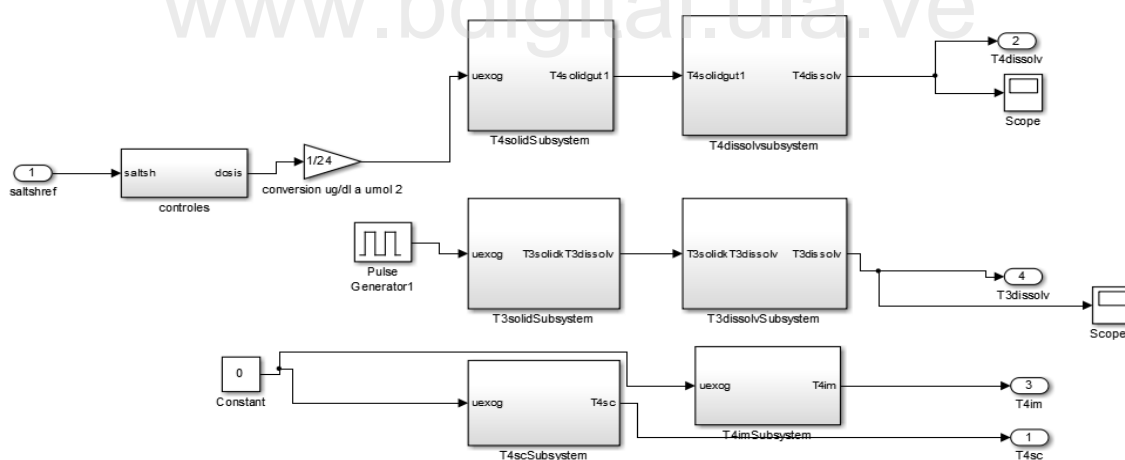 www.bdigital.ula.ve
uexog
T4solidgut1
T4solidSubsystem
T4solidgut1
T4dissolv
T4dissolvsubsystem
2
T4dissolv
Scope
1
saltshref
saltsh
dosis
controles
1/24
conversion ug/dl a umol 2
Pulse
Generator1
uexog
T3solidkT3dissolv
T3solidSubsystem
T3solidkT3dissolv
T3dissolv
T3dissolvSubsystem
4
T3dissolv
Scope
0
Constant
uexog
T4sc
T4scSubsystem
uexog
T4im
T4imSubsystem
3
T4im
1
T4sc